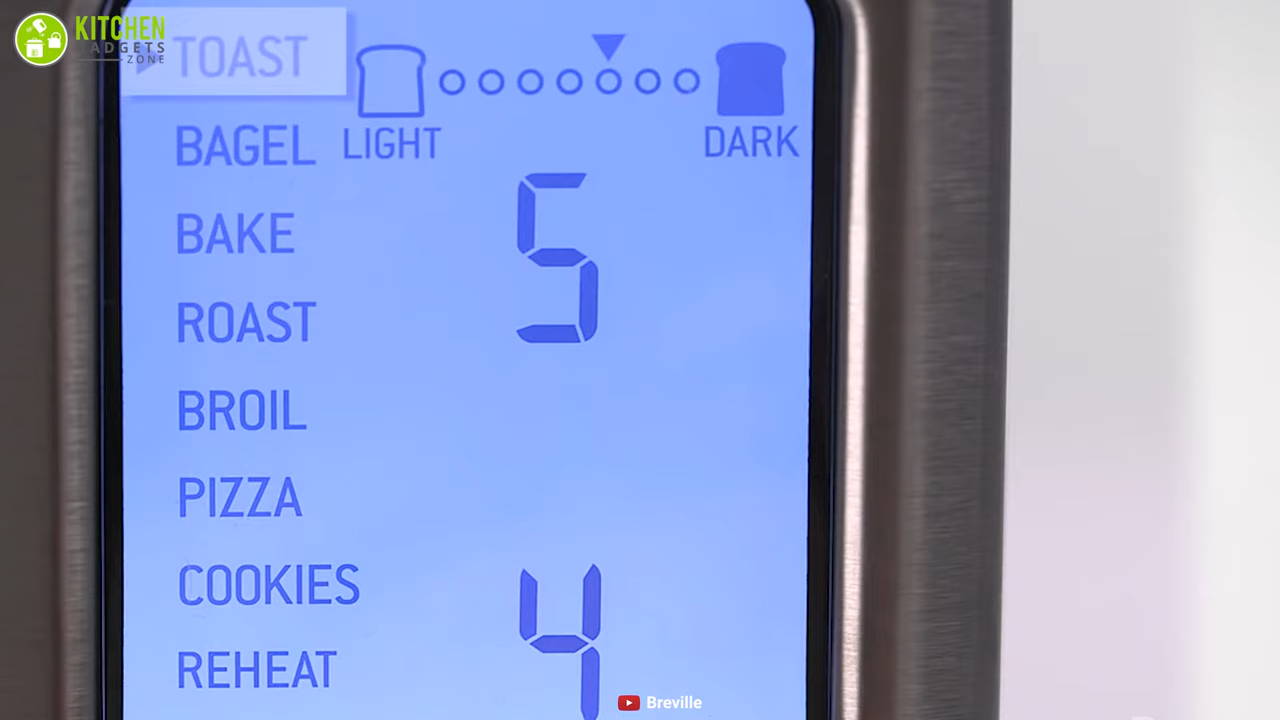 KITCHEN
GADGETS
ZONE
TOAST
LIGHT
DARK
BAGEL
5
BAKE
ROAST
BROIL
PIZZA
COOKIES
4
REHEAT
Breville